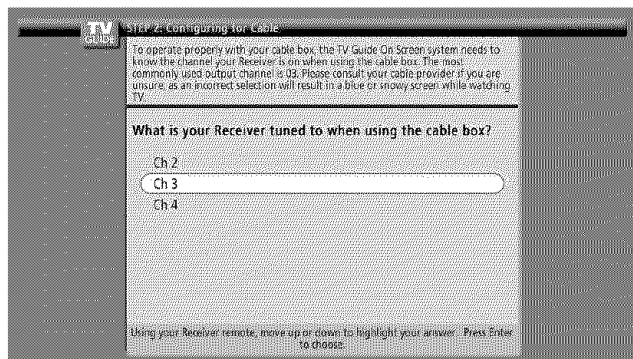 TV
GUIDE
STEP 2: Configuring for Cable
To operate properly with your cable box, the TV Guide On Screen system needs to
know the channel your Receiver is on when using the cable box. The most
commonly used output channel is 03. Please consult your cable provider if you are
unsure, as an incorrect selection will result in a blue or snowy screen while watching
TV.
What is your Receiver tuned to when using the cable box?
Ch 2
Ch 3
Ch 4
Using your Receiver remote, move up or down to highlight your answer. Press Enter
to choose.